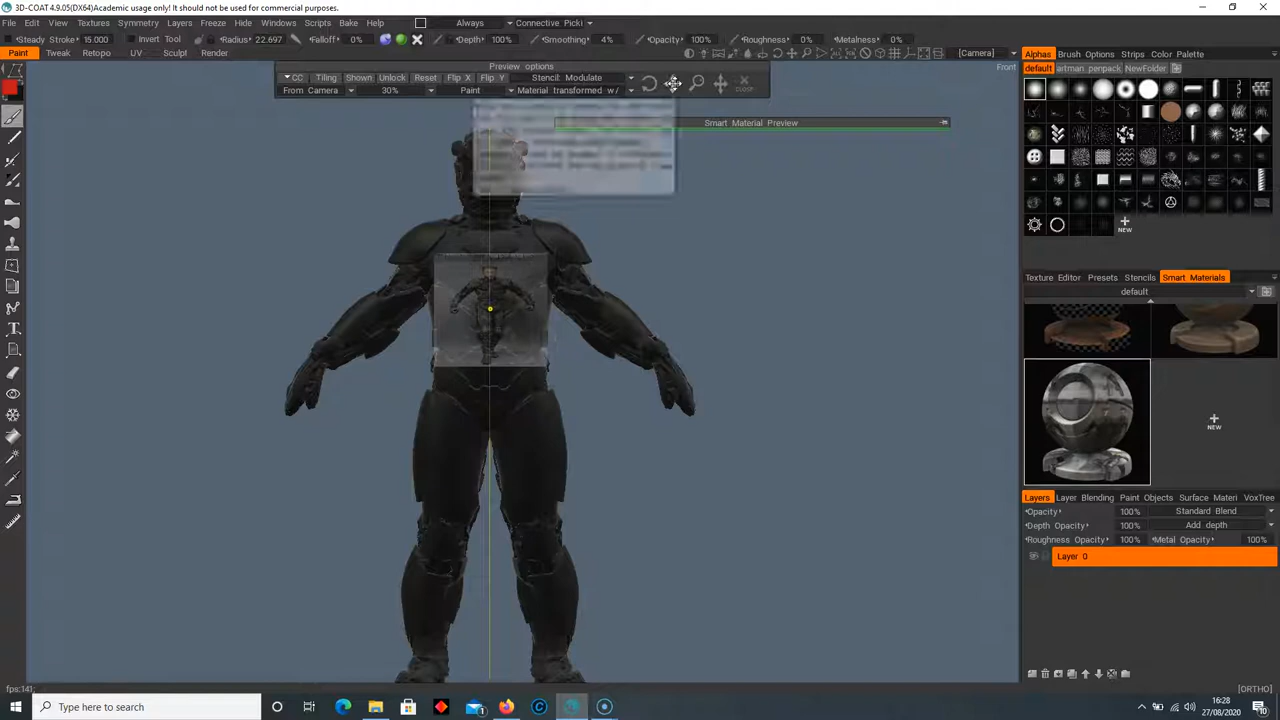 3D-COAT 4.9.05(DX64)Academic usage only! It should not be used for commercial purposes.
File Edit View Textures Symmetry Layers Freeze Hide Windows Scripts Bake Help Always Connective Picki
Steady Stroke 15.000 Invert Tool Radius 22.697 Falloff 0% Depth 100% Smoothing 4% Opacity 100% Roughness 0% Metalness 0%
Paint Tweak Retopo UV Sculpt Render [Camera] Alphas Brush Options Color Palette
Preview options Front
default artman penpack NewFolder
CC Tiling Shown Unlock Reset Flip X Flip Y Stencil: Modulate
From Camera 30% Paint Material transformed w/ CLOSE
Smart Material Preview
NEW
Texture Editor Presets Stencils Smart Materials
default
NEW
Layers Layer Blending Paint Objects Surface Materi VoxTree
Opacity 100% Standard Blend
Depth Opacity 100% Add depth
Roughness Opacity 100% Metal Opacity 100%
Layer 0
fps:141; [ORTHO]
Type here to search
16:28
27/08/2020